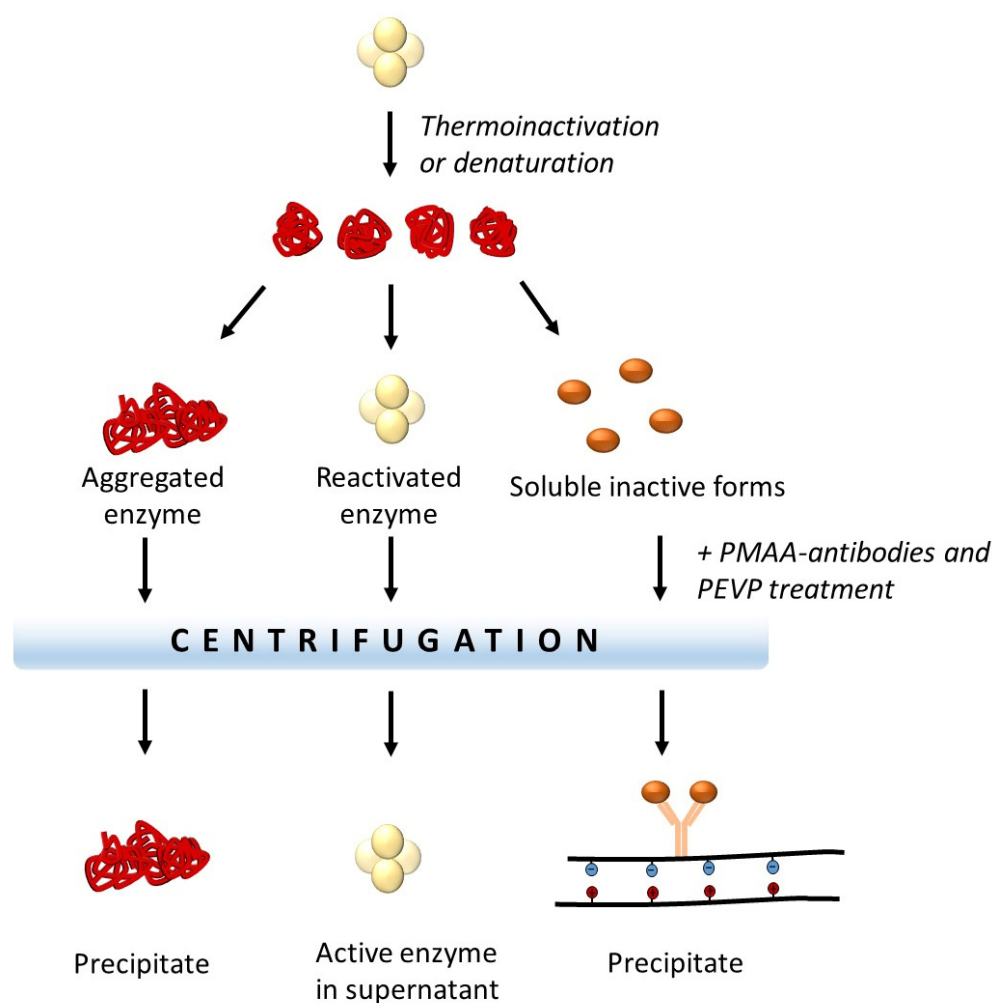 Thermoinactivation
or denaturation
Aggregated
enzyme
Reactivated
enzyme
Soluble inactive forms
+ PMAA-antibodies and
PEVP treatment
CENTRIFUGATION
Precipitate
Active enzyme
in supernatant
Precipitate